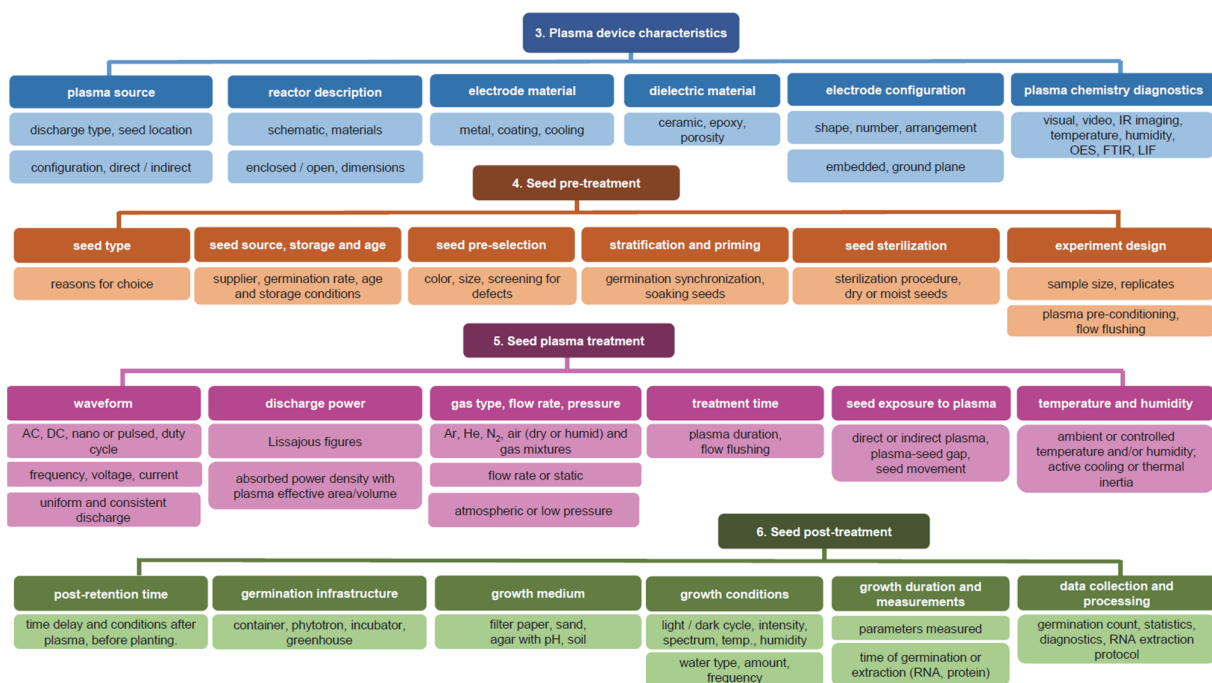 3. Plasma device characteristics
plasma source
discharge type, seed location
configuration, direct / indirect
reactor description
schematic, materials
enclosed / open, dimensions
electrode material
metal, coating, cooling
dielectric material
ceramic, epoxy,
porosity
electrode configuration
shape, number, arrangement
embedded, ground plane
plasma chemistry diagnostics
visual, video, IR imaging,
temperature, humidity,
OES, FTIR, LIF
4. Seed pre-treatment
seed type
reasons for choice
seed source, storage and age
supplier, germination rate, age
and storage conditions
seed pre-selection
color, size, screening for
defects
stratification and priming
germination synchronization,
soaking seeds
seed sterilization
sterilization procedure,
dry or moist seeds
experiment design
sample size, replicates
plasma pre-conditioning,
flow flushing
5. Seed plasma treatment
waveform
AC, DC, nano or pulsed, duty
cycle
frequency, voltage, current
uniform and consistent
discharge
discharge power
Lissajous figures
absorbed power density with
plasma effective area/volume
gas type, flow rate, pressure
Ar, He, N₂, air (dry or humid) and
gas mixtures
flow rate or static
atmospheric or low pressure
treatment time
plasma duration,
flow flushing
seed exposure to plasma
direct or indirect plasma,
plasma-seed gap,
seed movement
temperature and humidity
ambient or controlled
temperature and/or humidity;
active cooling or thermal
inertia
6. Seed post-treatment
post-retention time
time delay and conditions after
plasma, before planting.
germination infrastructure
container, phytotron, incubator,
greenhouse
growth medium
filter paper, sand,
agar with pH, soil
growth conditions
light / dark cycle, intensity,
spectrum, temp., humidity
water type, amount,
frequency
growth duration and
measurements
parameters measured
time of germination or
extraction (RNA, protein)
data collection and
processing
germination count, statistics,
diagnostics, RNA extraction
protocol